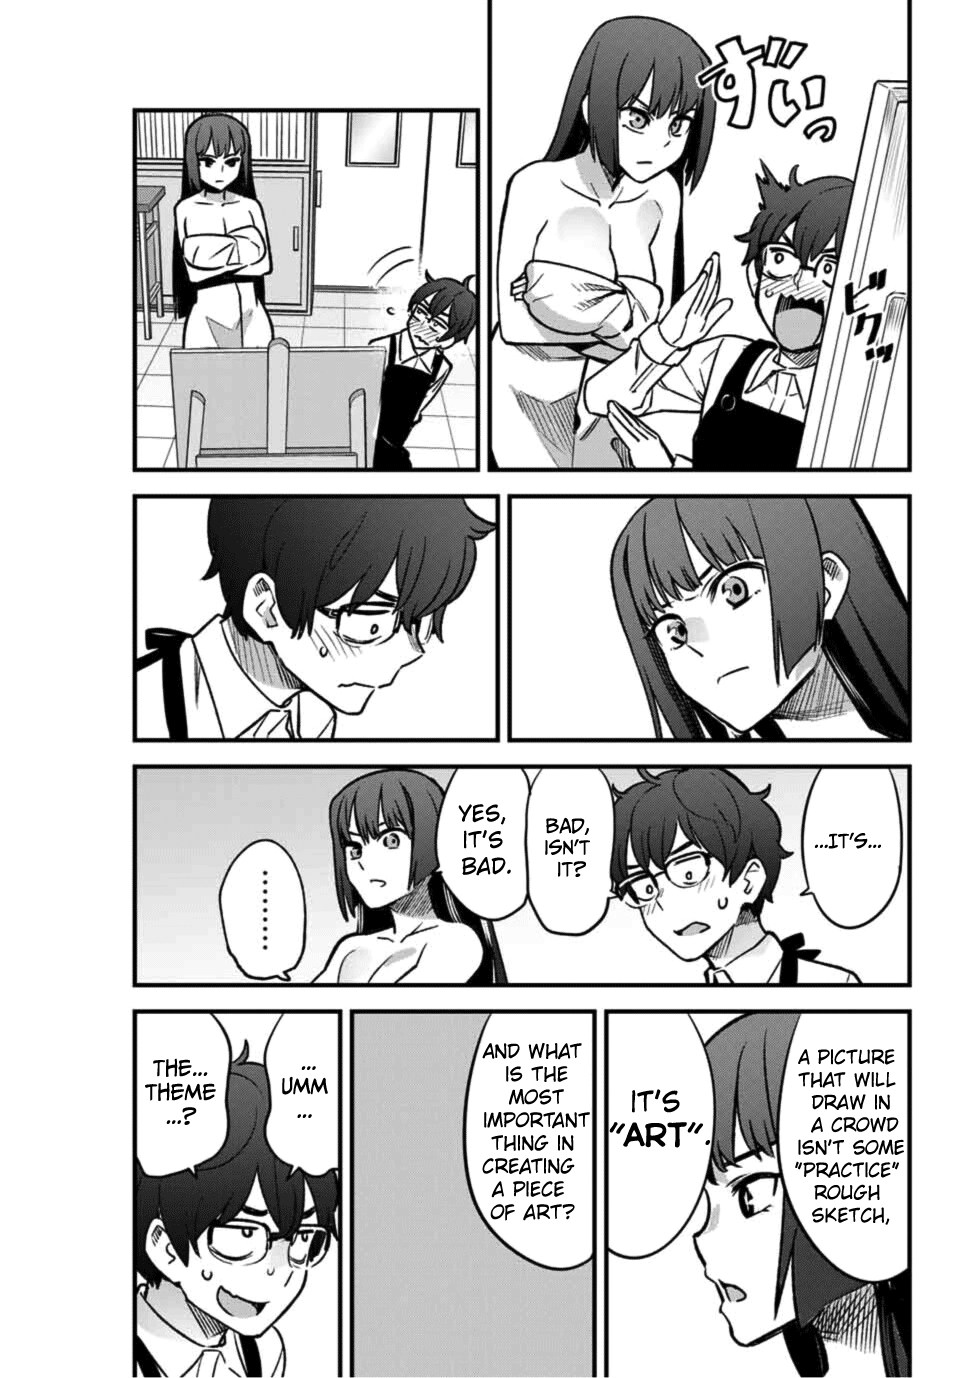 ずいっ
ビクッ
...IT'S...
BAD,
ISN'T
IT?
YES,
IT'S
BAD.
.........
A PICTURE
THAT WILL
DRAW IN
A CROWD
ISN'T SOME
"PRACTICE"
ROUGH
SKETCH,
IT'S
"ART".
AND WHAT
IS THE
MOST
IMPORTANT
THING IN
CREATING
A PIECE
OF ART?
...
UMM
...
THE...
THEME
...?